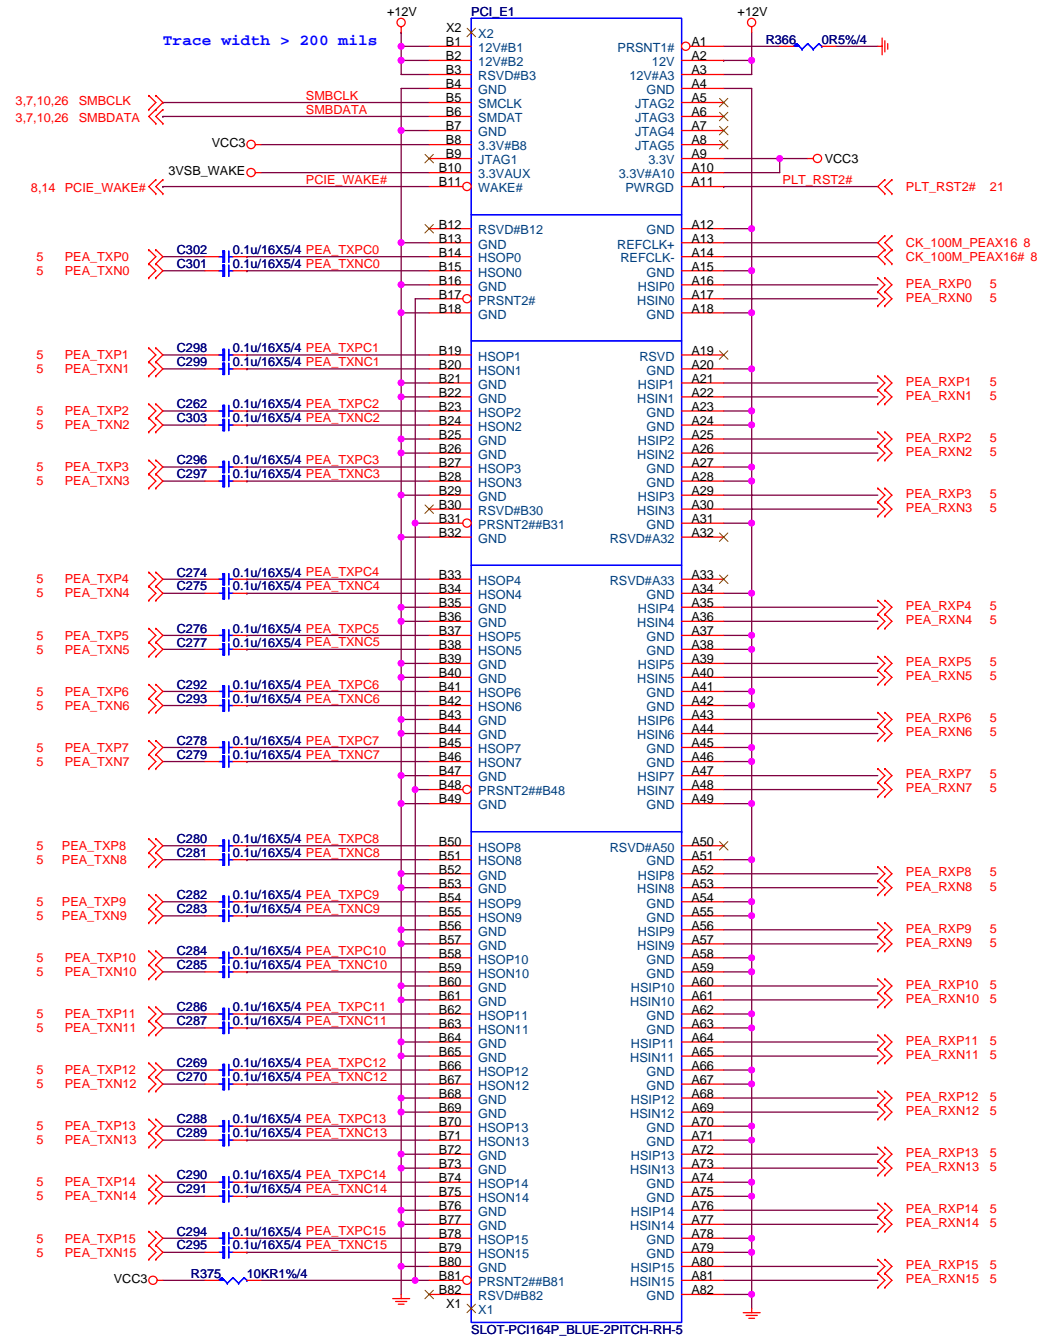 +12V PCI_E1 +12V
Trace width > 200 mils
X2 X2
B1 12V#B1 PRSNT1# A1 R366 0R5%/4
B2 12V#B2 12V A2
B3 RSVD#B3 12V#A3 A3
B4 GND GND A4
3,7,10,26 SMBCLK SMBCLK B5 SMCLK JTAG2 A5
3,7,10,26 SMBDATA SMBDATA B6 SMDAT JTAG3 A6
B7 GND JTAG4 A7
VCC3 B8 3.3V#B8 JTAG5 A8
B9 JTAG1 3.3V A9 VCC3
3VSB_WAKE B10 3.3VAUX 3.3V#A10 A10
8,14 PCIE_WAKE# PCIE_WAKE# B11 WAKE# PWRGD A11 PLT_RST2# PLT_RST2# 21
B12 RSVD#B12 GND A12
B13 GND REFCLK+ A13 CK_100M_PEAX16 8
5 PEA_TXP0 C302 0.1u/16X5/4 PEA_TXPC0 B14 HSOP0 REFCLK- A14 CK_100M_PEAX16# 8
5 PEA_TXN0 C301 0.1u/16X5/4 PEA_TXNC0 B15 HSON0 GND A15
B16 GND HSIP0 A16 PEA_RXP0 5
B17 PRSNT2# HSIN0 A17 PEA_RXN0 5
B18 GND GND A18
5 PEA_TXP1 C298 0.1u/16X5/4 PEA_TXPC1 B19 HSOP1 RSVD A19
5 PEA_TXN1 C299 0.1u/16X5/4 PEA_TXNC1 B20 HSON1 GND A20
B21 GND HSIP1 A21 PEA_RXP1 5
B22 GND HSIN1 A22 PEA_RXN1 5
5 PEA_TXP2 C262 0.1u/16X5/4 PEA_TXPC2 B23 HSOP2 GND A23
5 PEA_TXN2 C303 0.1u/16X5/4 PEA_TXNC2 B24 HSON2 GND A24
B25 GND HSIP2 A25 PEA_RXP2 5
B26 GND HSIN2 A26 PEA_RXN2 5
5 PEA_TXP3 C296 0.1u/16X5/4 PEA_TXPC3 B27 HSOP3 GND A27
5 PEA_TXN3 C297 0.1u/16X5/4 PEA_TXNC3 B28 HSON3 GND A28
B29 GND HSIP3 A29 PEA_RXP3 5
B30 RSVD#B30 HSIN3 A30 PEA_RXN3 5
B31 PRSNT2##B31 GND A31
B32 GND RSVD#A32 A32
5 PEA_TXP4 C274 0.1u/16X5/4 PEA_TXPC4 B33 HSOP4 RSVD#A33 A33
5 PEA_TXN4 C275 0.1u/16X5/4 PEA_TXNC4 B34 HSON4 GND A34
B35 GND HSIP4 A35 PEA_RXP4 5
B36 GND HSIN4 A36 PEA_RXN4 5
5 PEA_TXP5 C276 0.1u/16X5/4 PEA_TXPC5 B37 HSOP5 GND A37
5 PEA_TXN5 C277 0.1u/16X5/4 PEA_TXNC5 B38 HSON5 GND A38
B39 GND HSIP5 A39 PEA_RXP5 5
B40 GND HSIN5 A40 PEA_RXN5 5
5 PEA_TXP6 C292 0.1u/16X5/4 PEA_TXPC6 B41 HSOP6 GND A41
5 PEA_TXN6 C293 0.1u/16X5/4 PEA_TXNC6 B42 HSON6 GND A42
B43 GND HSIP6 A43 PEA_RXP6 5
B44 GND HSIN6 A44 PEA_RXN6 5
5 PEA_TXP7 C278 0.1u/16X5/4 PEA_TXPC7 B45 HSOP7 GND A45
5 PEA_TXN7 C279 0.1u/16X5/4 PEA_TXNC7 B46 HSON7 GND A46
B47 GND HSIP7 A47 PEA_RXP7 5
B48 PRSNT2##B48 HSIN7 A48 PEA_RXN7 5
B49 GND GND A49
5 PEA_TXP8 C280 0.1u/16X5/4 PEA_TXPC8 B50 HSOP8 RSVD#A50 A50
5 PEA_TXN8 C281 0.1u/16X5/4 PEA_TXNC8 B51 HSON8 GND A51
B52 GND HSIP8 A52 PEA_RXP8 5
B53 GND HSIN8 A53 PEA_RXN8 5
5 PEA_TXP9 C282 0.1u/16X5/4 PEA_TXPC9 B54 HSOP9 GND A54
5 PEA_TXN9 C283 0.1u/16X5/4 PEA_TXNC9 B55 HSON9 GND A55
B56 GND HSIP9 A56 PEA_RXP9 5
B57 GND HSIN9 A57 PEA_RXN9 5
5 PEA_TXP10 C284 0.1u/16X5/4 PEA_TXPC10 B58 HSOP10 GND A58
5 PEA_TXN10 C285 0.1u/16X5/4 PEA_TXNC10 B59 HSON10 GND A59
B60 GND HSIP10 A60 PEA_RXP10 5
B61 GND HSIN10 A61 PEA_RXN10 5
5 PEA_TXP11 C286 0.1u/16X5/4 PEA_TXPC11 B62 HSOP11 GND A62
5 PEA_TXN11 C287 0.1u/16X5/4 PEA_TXNC11 B63 HSON11 GND A63
B64 GND HSIP11 A64 PEA_RXP11 5
B65 GND HSIN11 A65 PEA_RXN11 5
5 PEA_TXP12 C269 0.1u/16X5/4 PEA_TXPC12 B66 HSOP12 GND A66
5 PEA_TXN12 C270 0.1u/16X5/4 PEA_TXNC12 B67 HSON12 GND A67
B68 GND HSIP12 A68 PEA_RXP12 5
B69 GND HSIN12 A69 PEA_RXN12 5
5 PEA_TXP13 C288 0.1u/16X5/4 PEA_TXPC13 B70 HSOP13 GND A70
5 PEA_TXN13 C289 0.1u/16X5/4 PEA_TXNC13 B71 HSON13 GND A71
B72 GND HSIP13 A72 PEA_RXP13 5
B73 GND HSIN13 A73 PEA_RXN13 5
5 PEA_TXP14 C290 0.1u/16X5/4 PEA_TXPC14 B74 HSOP14 GND A74
5 PEA_TXN14 C291 0.1u/16X5/4 PEA_TXNC14 B75 HSON14 GND A75
B76 GND HSIP14 A76 PEA_RXP14 5
B77 GND HSIN14 A77 PEA_RXN14 5
5 PEA_TXP15 C294 0.1u/16X5/4 PEA_TXPC15 B78 HSOP15 GND A78
5 PEA_TXN15 C295 0.1u/16X5/4 PEA_TXNC15 B79 HSON15 GND A79
B80 GND HSIP15 A80 PEA_RXP15 5
VCC3 R375 10KR1%/4 B81 PRSNT2##B81 HSIN15 A81 PEA_RXN15 5
B82 RSVD#B82 GND A82
X1 X1
SLOT-PCI164P_BLUE-2PITCH-RH-5